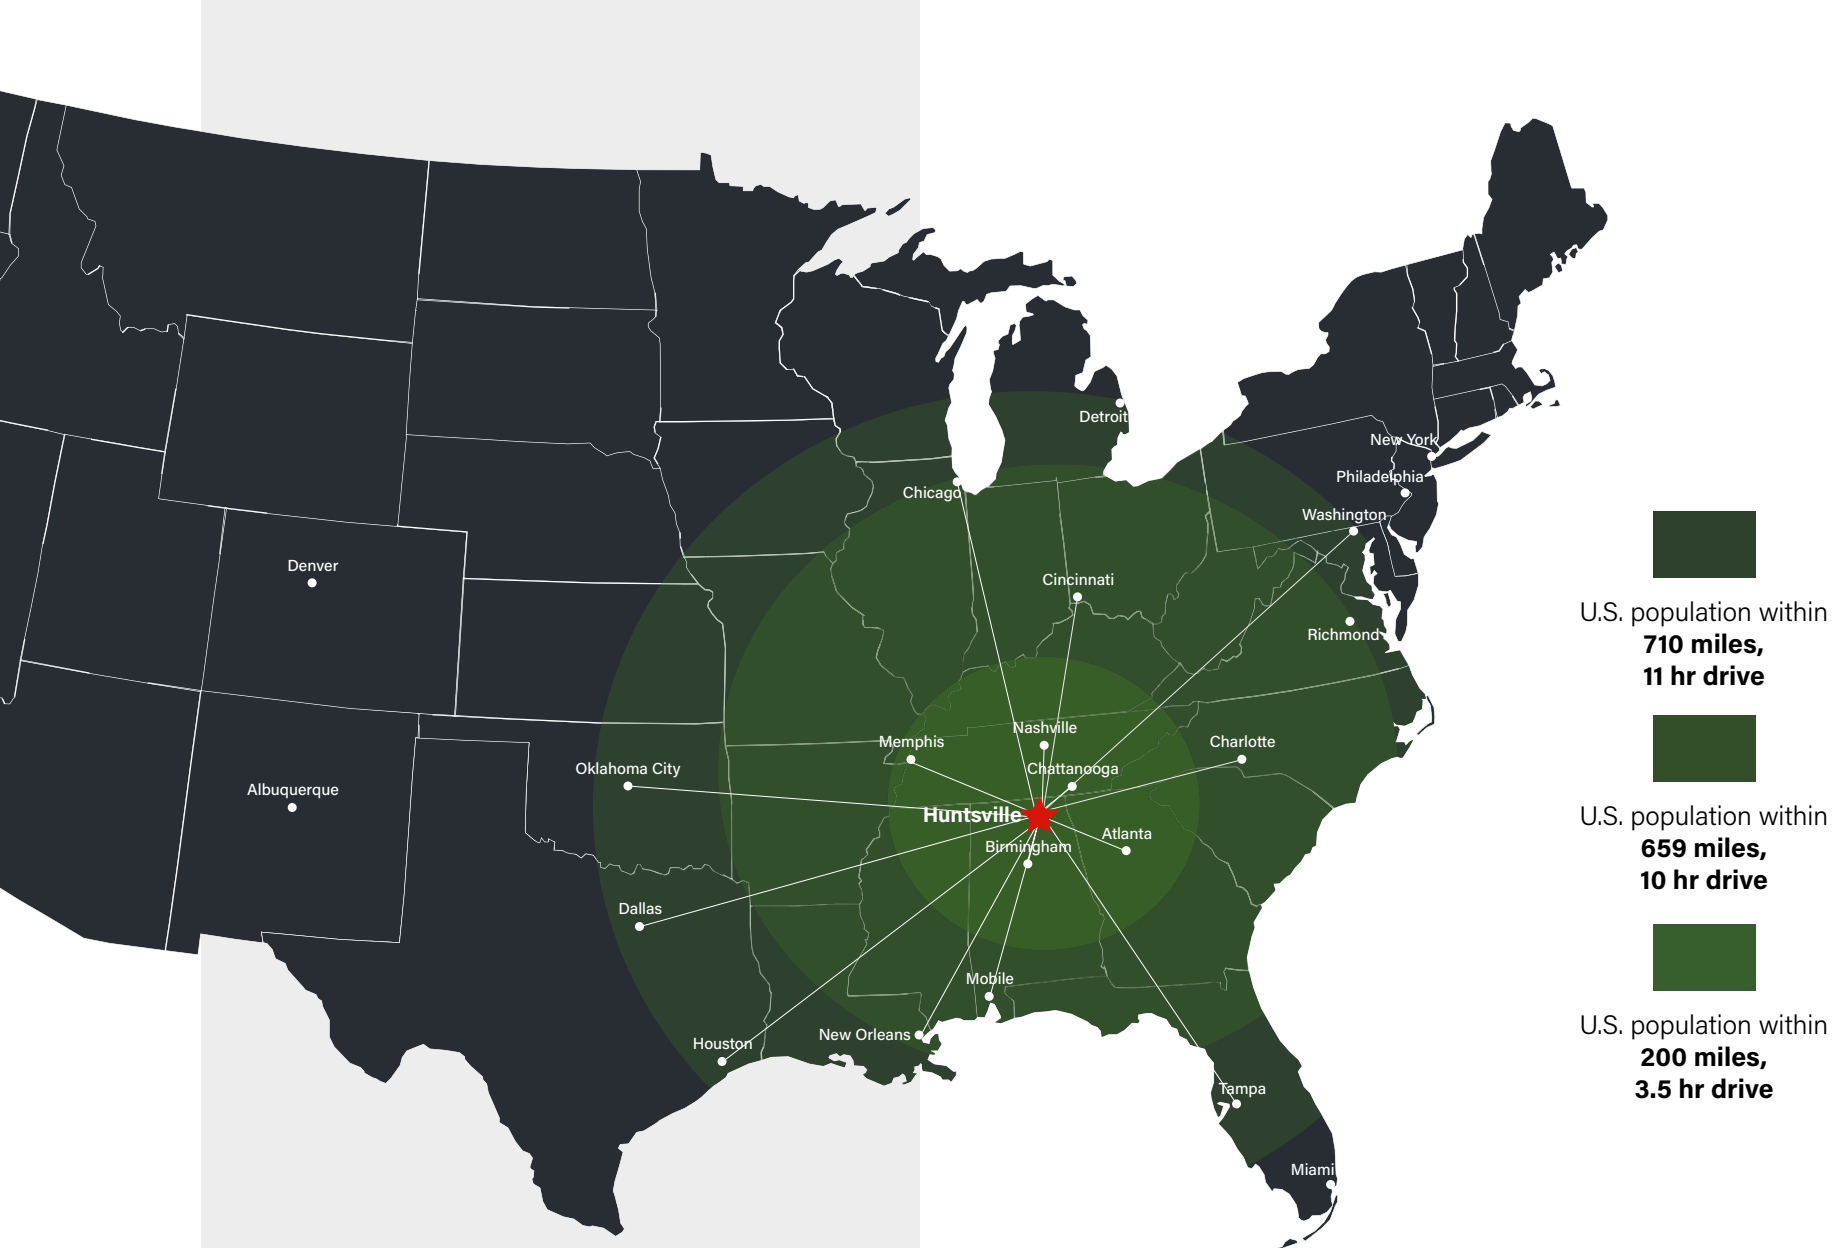 Detroit
New York
Philadelphia
Chicago
Washington
Denver
Cincinnati
Richmond
Nashville
Memphis
Charlotte
Oklahoma City
Chattanooga
Albuquerque
Huntsville
Atlanta
Birmingham
Dallas
Mobile
New Orleans
Houston
Tampa
Miami
U.S. population within
710 miles,
11 hr drive
U.S. population within
659 miles,
10 hr drive
U.S. population within
200 miles,
3.5 hr drive